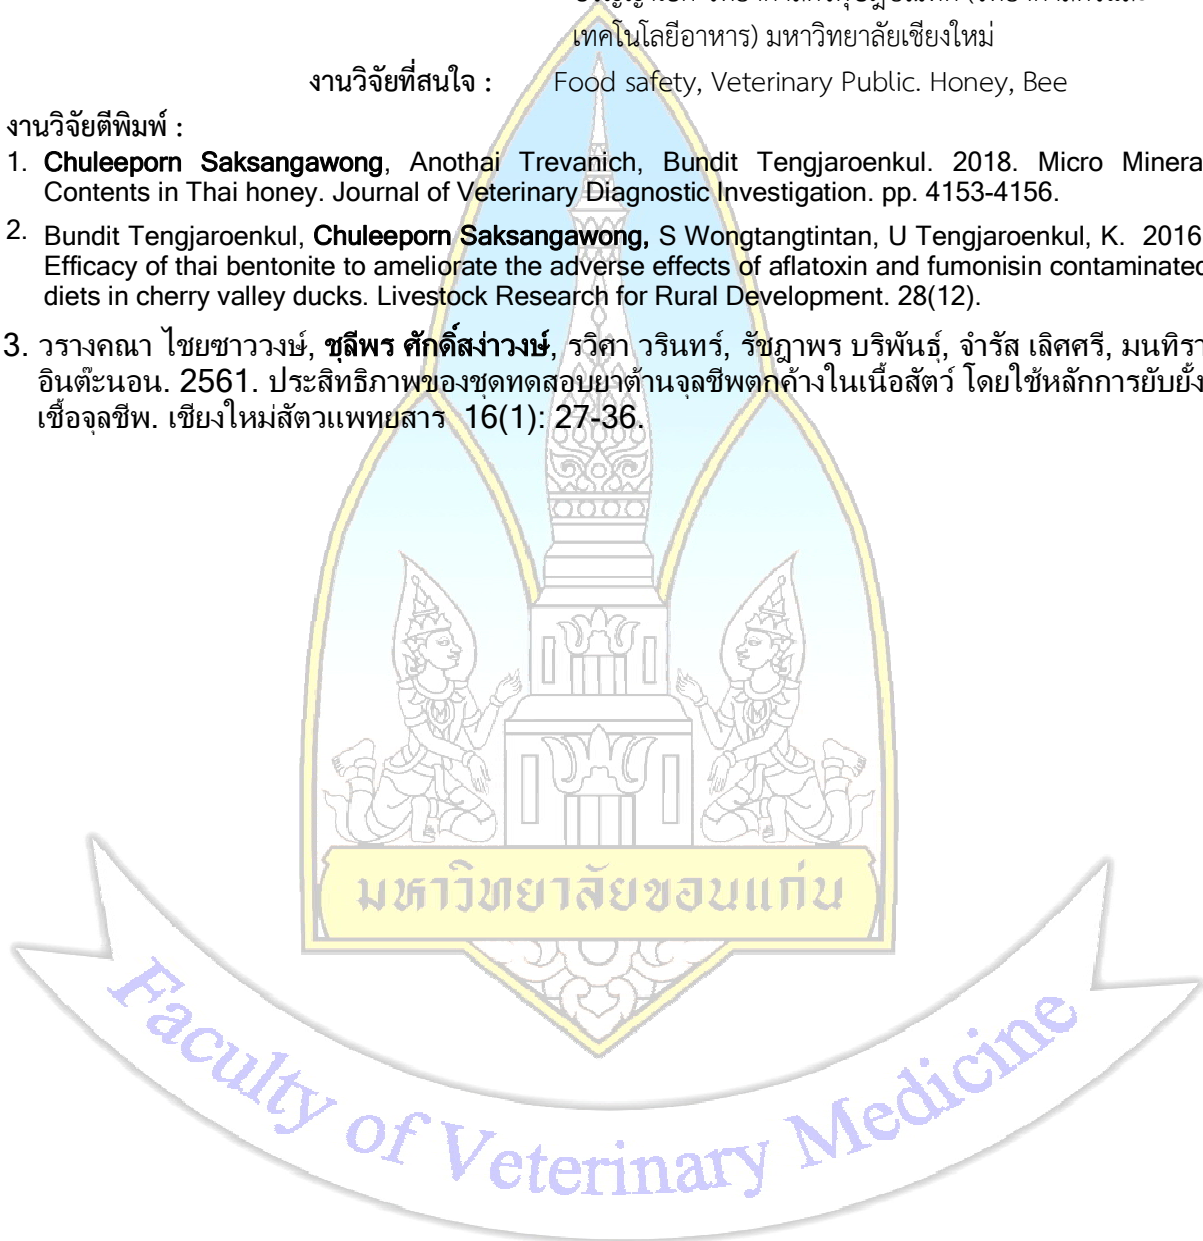 เทคโนโลยีอาหาร) มหาวิทยาลัยเชียงใหม่
งานวิจัยที่สนใจ : Food safety, Veterinary Public. Honey, Bee
งานวิจัยตีพิมพ์ :
1. Chuleeporn Saksangawong, Anothai Trevanich, Bundit Tengjaroenkul. 2018. Micro Minera
Contents in Thai honey. Journal of Veterinary Diagnostic Investigation. pp. 4153-4156.
2. Bundit Tengjaroenkul, Chuleeporn Saksangawong, S Wongtangtintan, U Tengjaroenkul, K. 2016
Efficacy of thai bentonite to ameliorate the adverse effects of aflatoxin and fumonisin contaminated
diets in cherry valley ducks. Livestock Research for Rural Development. 28(12).
3. วรางคณา ไชยซาววงษ์, ชุลีพร ศักดิ์สง่าวงษ์, รวิศา วรินทร์, รัชฎาพร บริพันธุ์, จำรัส เลิศศรี, มนทิรา
อินต๊ะนอน. 2561. ประสิทธิภาพของชุดทดสอบยาต้านจุลชีพตกค้างในเนื้อสัตว์ โดยใช้หลักการยับยั้ง
เชื้อจุลชีพ. เชียงใหม่สัตวแพทยสาร 16(1): 27-36.
มหาวิทยาลัยขอนแก่น
Faculty of Veterinary Medicine